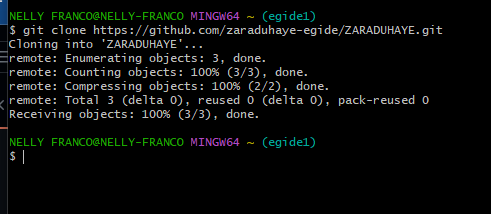 NELLY FRANCO@NELLY-FRANCO MINGW64 ~ (egide1)
$ git clone https://github.com/zaraduhaye-egide/ZARADUHAYE.git
Cloning into 'ZARADUHAYE'...
remote: Enumerating objects: 3, done.
remote: Counting objects: 100% (3/3), done.
remote: Compressing objects: 100% (2/2), done.
remote: Total 3 (delta 0), reused 0 (delta 0), pack-reused 0
Receiving objects: 100% (3/3), done.
NELLY FRANCO@NELLY-FRANCO MINGW64 ~ (egide1)
$